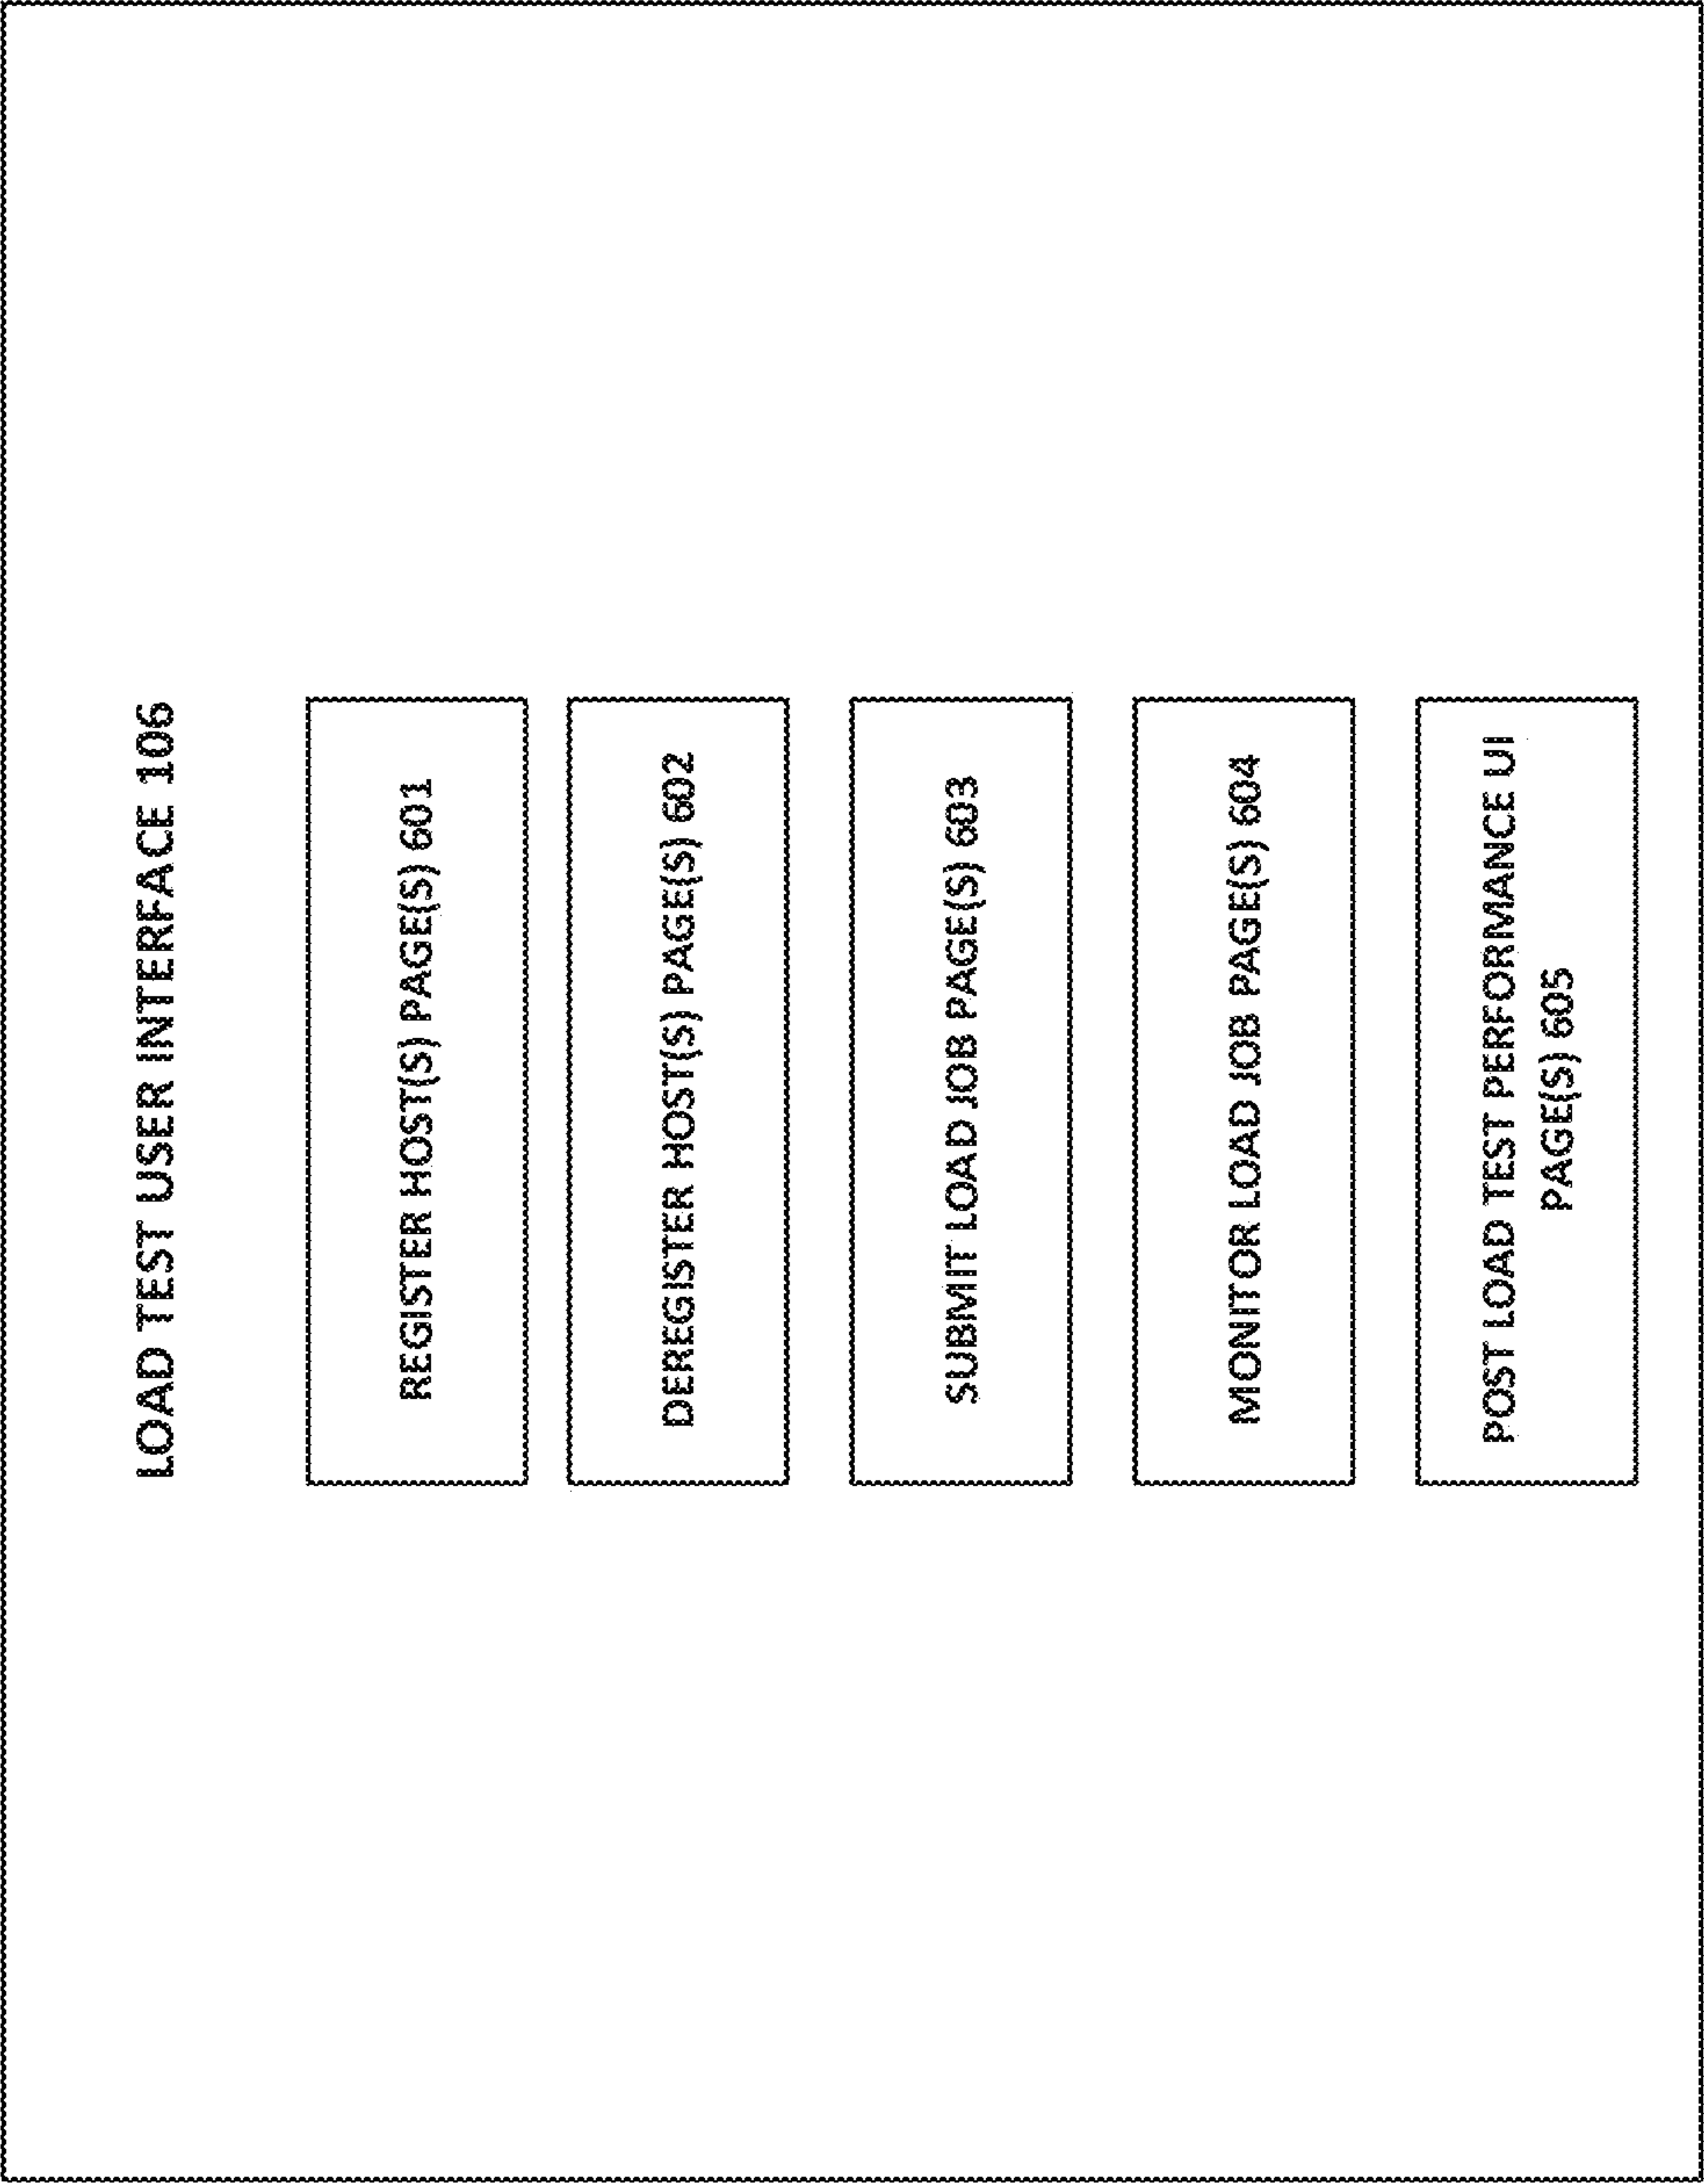 LOAD TEST USER INTERFACE 106
REGISTER HOST(S) PAGE(S) 601
DEREGISTER HOST(S) PAGE(S) 602
SUBMIT LOAD JOB PAGE(S) 603
MONITOR LOAD JOB PAGE(S) 604
POST LOAD TEST PERFORMANCE UI
PAGE(S) 605